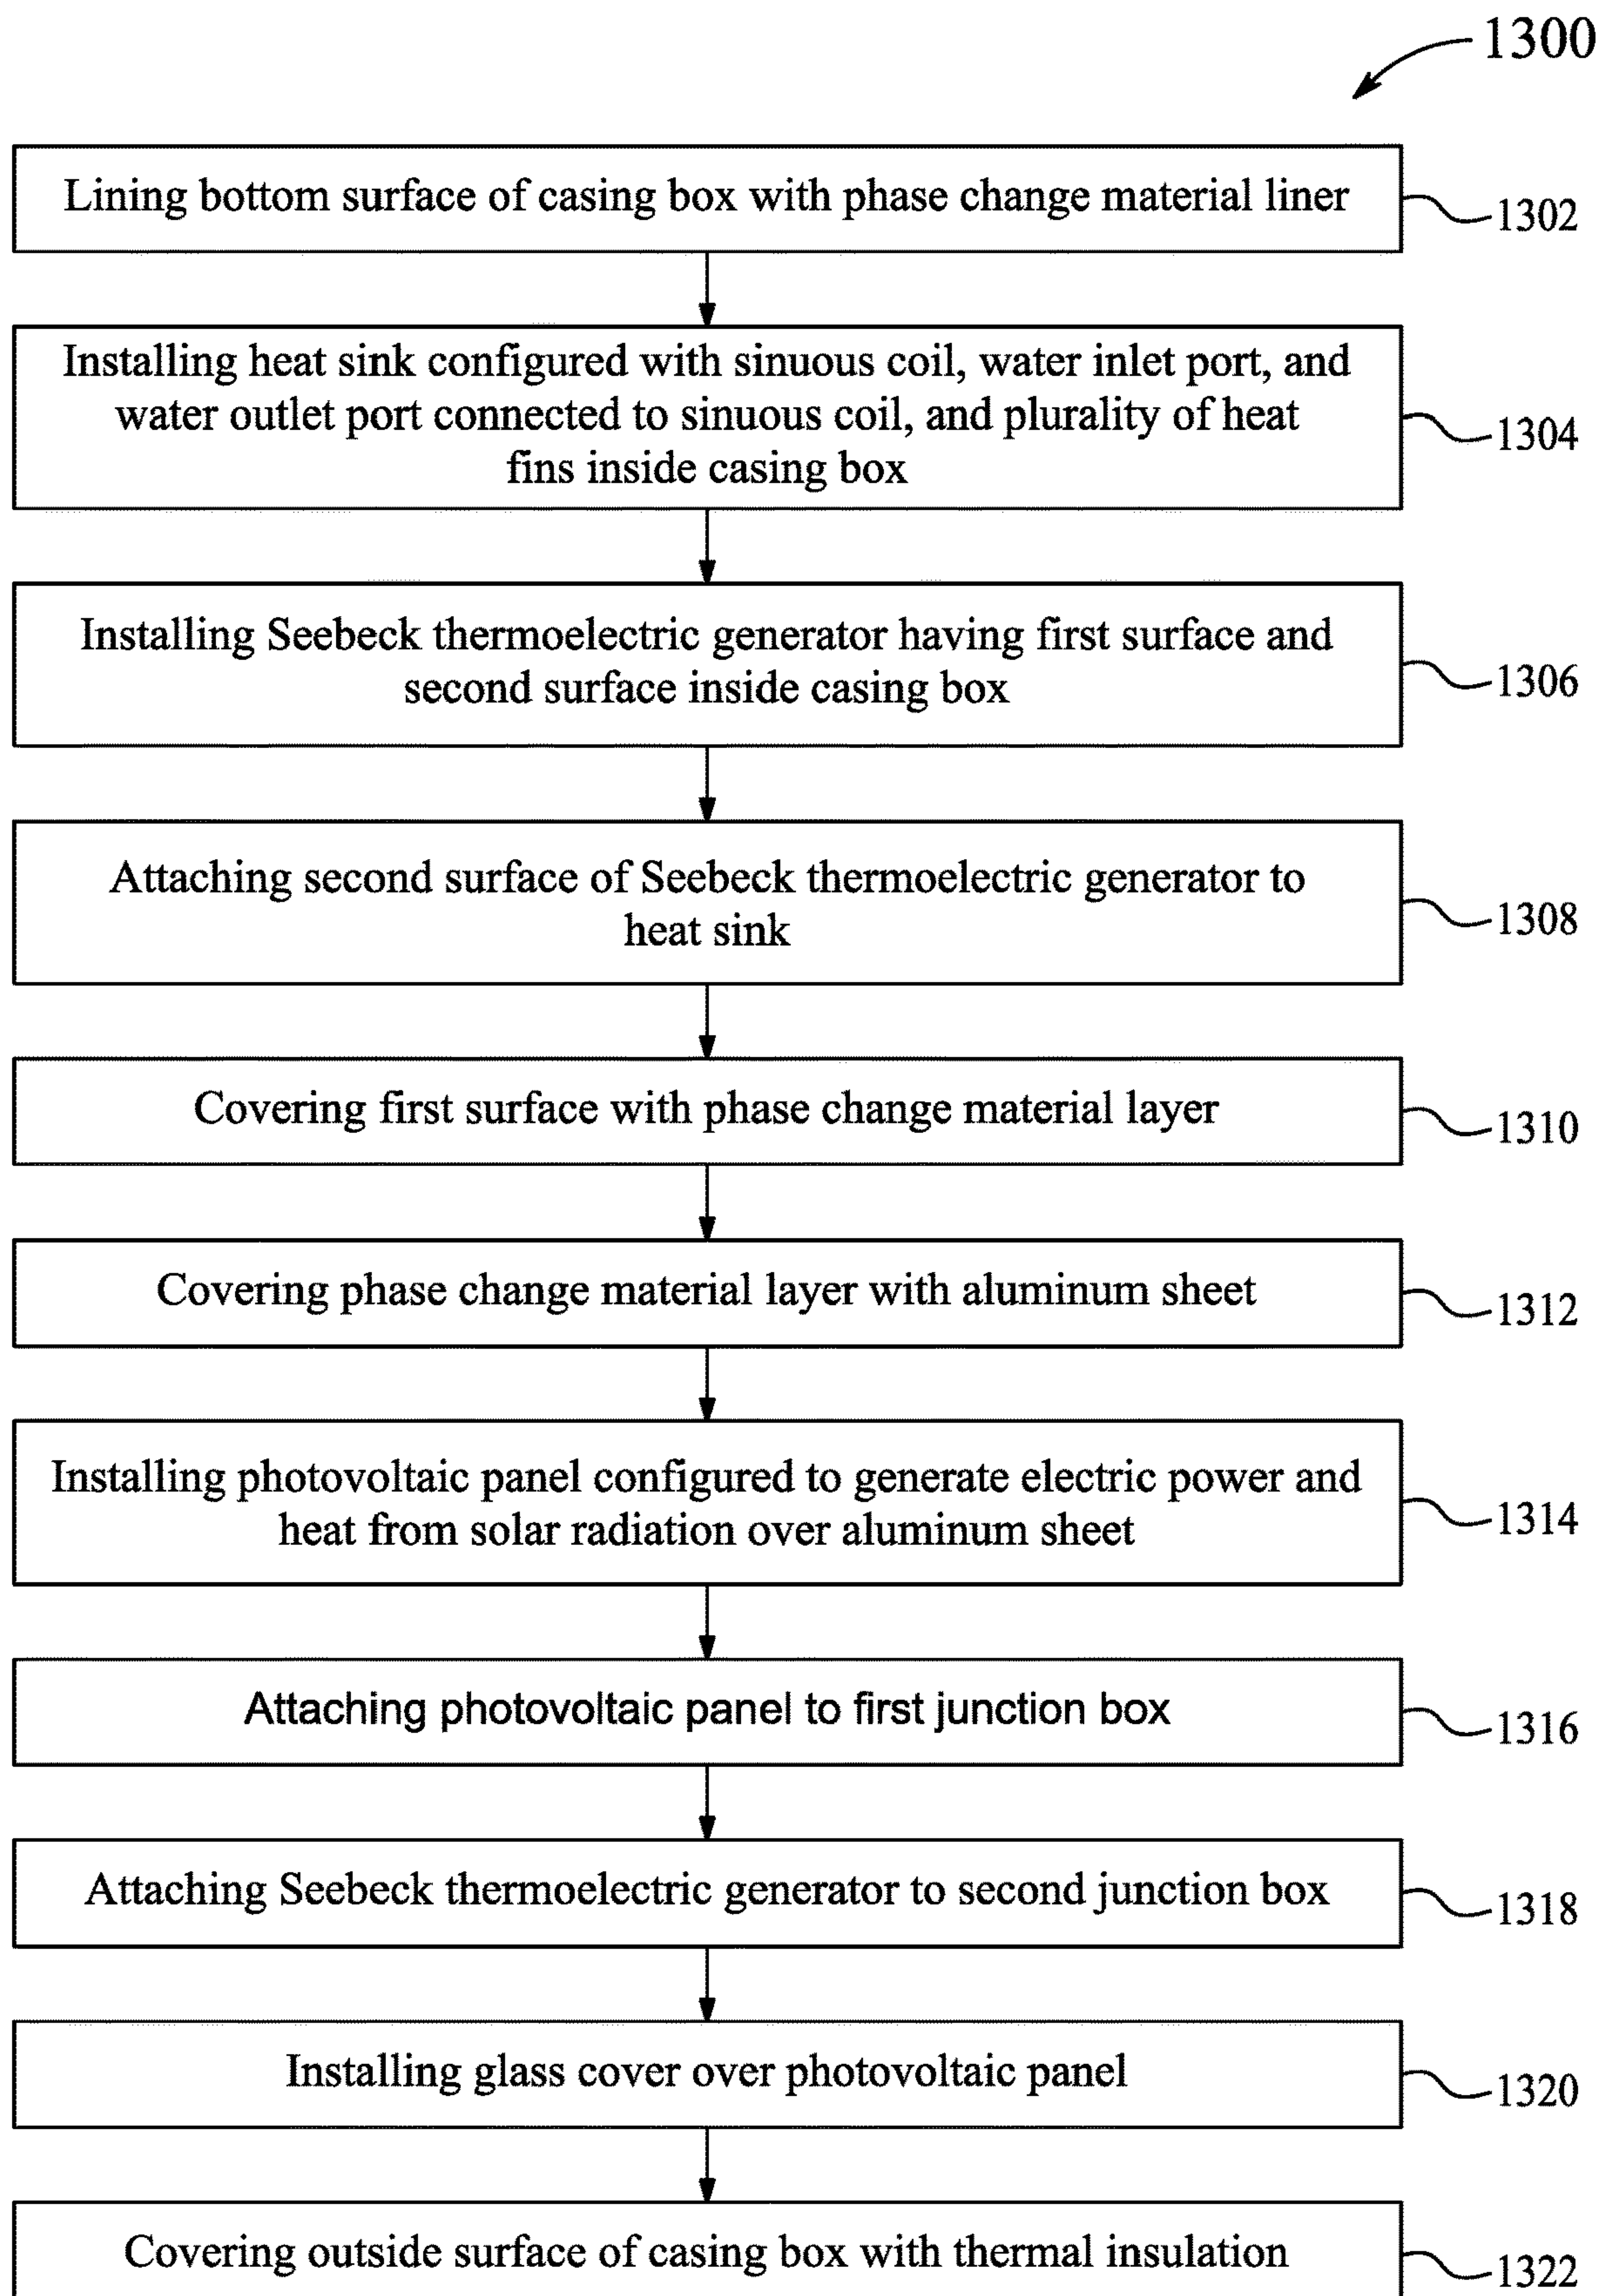 1300
Lining bottom surface of casing box with phase change material liner
1302
Installing heat sink configured with sinuous coil, water inlet port, and
water outlet port connected to sinuous coil, and plurality of heat
fins inside casing box
1304
Installing Seebeck thermoelectric generator having first surface and
second surface inside casing box
1306
Attaching second surface of Seebeck thermoelectric generator to
heat sink
1308
Covering first surface with phase change material layer
1310
Covering phase change material layer with aluminum sheet
1312
Installing photovoltaic panel configured to generate electric power and
heat from solar radiation over aluminum sheet
1314
Attaching photovoltaic panel to first junction box
1316
Attaching Seebeck thermoelectric generator to second junction box
1318
Installing glass cover over photovoltaic panel
1320
Covering outside surface of casing box with thermal insulation
1322